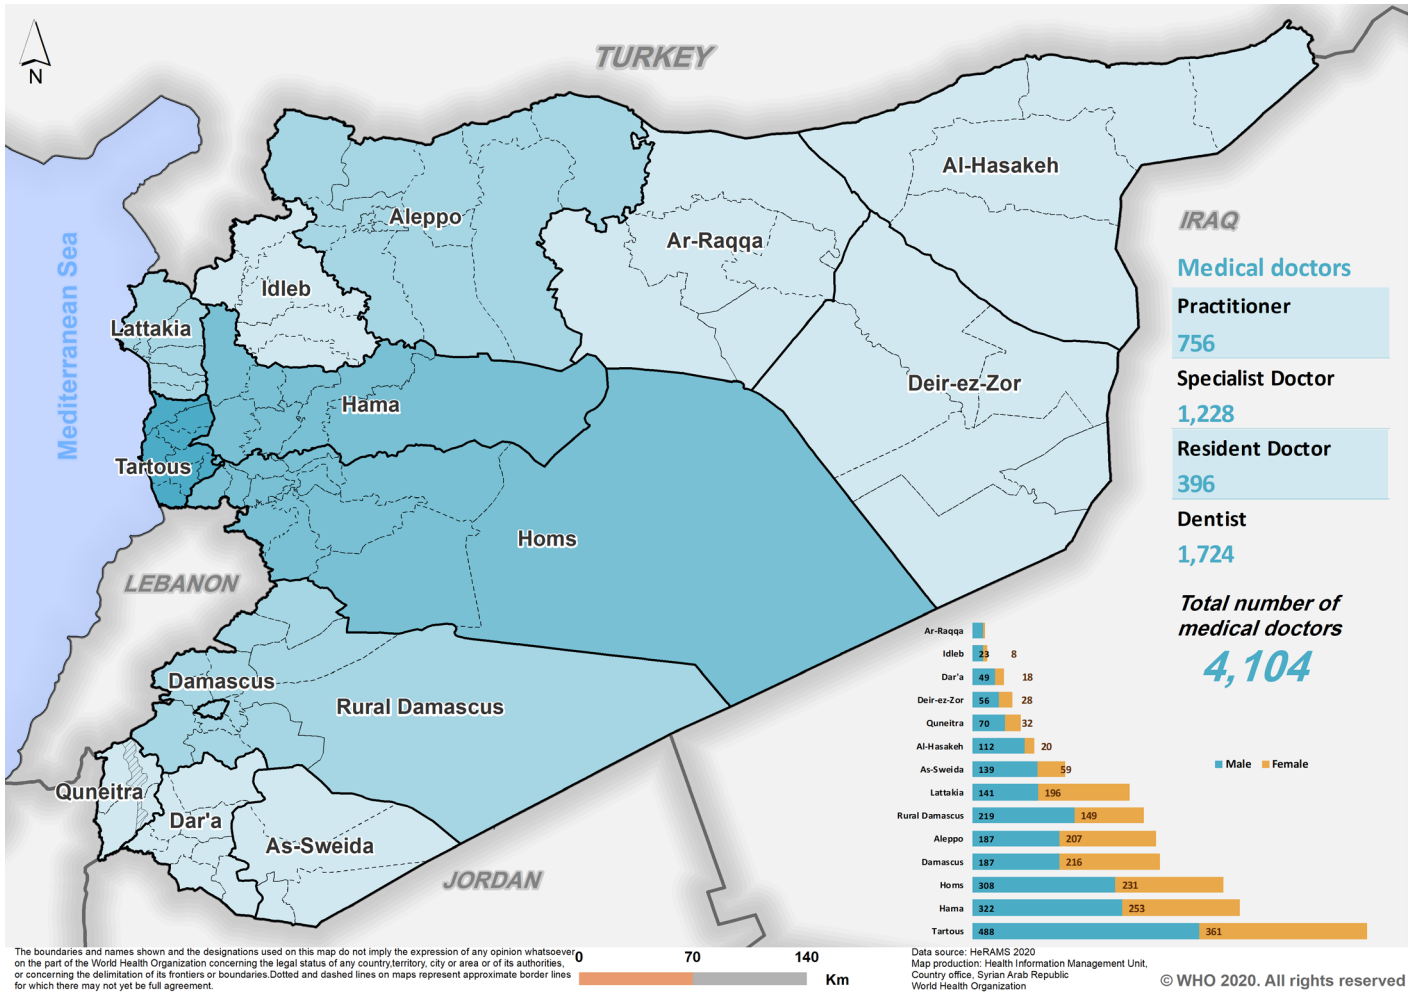 N
TURKEY
Mediterranean Sea
Al-Hasakeh
Aleppo
Ar-Raqqa
IRAQ
Idleb
Lattakia
Deir-ez-Zor
Hama
Tartous
Homs
LEBANON
Damascus
Rural Damascus
Quneitra
Dar'a
As-Sweida
JORDAN
Medical doctors
Practitioner
756
Specialist Doctor
1,228
Resident Doctor
396
Dentist
1,724
Total number of
medical doctors
4,104
Ar-Raqqa
Idleb 23 8
Dar'a 49 18
Deir-ez-Zor 56 28
Quneitra 70 32
Al-Hasakeh 112 20
As-Sweida 139 59
Lattakia 141 196
Rural Damascus 219 149
Aleppo 187 207
Damascus 187 216
Homs 308 231
Hama 322 253
Tartous 488 361
Male Female
The boundaries and names shown and the designations used on this map do not imply the expression of any opinion whatsoever
on the part of the World Health Organization concerning the legal status of any country,territory, city or area or of its authorities,
or concerning the delimitation of its frontiers or boundaries.Dotted and dashed lines on maps represent approximate border lines
for which there may not yet be full agreement.
0 70 140
Km
Data source: HeRAMS 2020
Map production: Health Information Management Unit,
Country office, Syrian Arab Republic
World Health Organization
© WHO 2020. All rights reserved